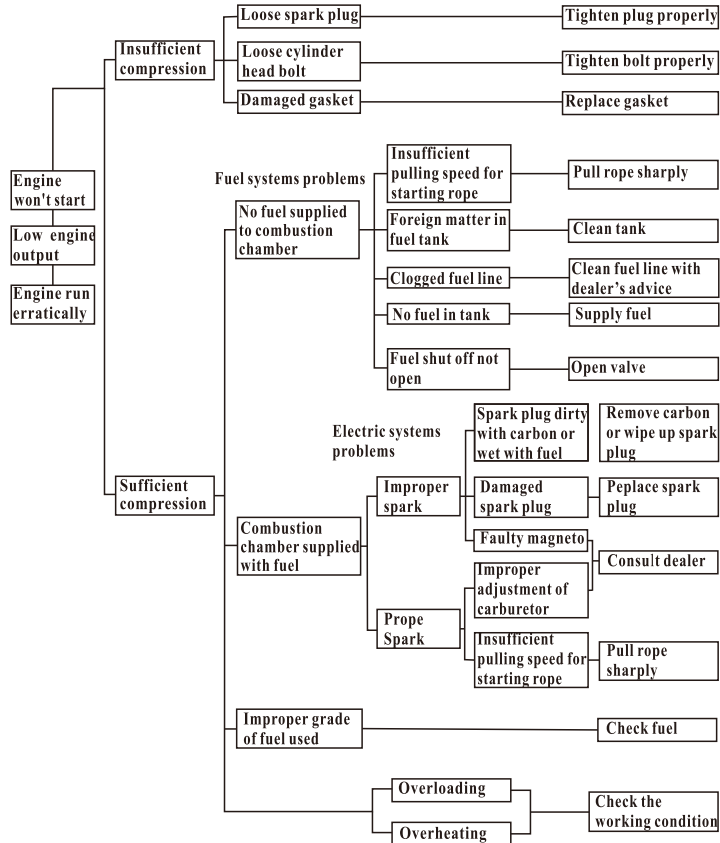 Engine
won't start
Low engine
output
Engine run
erratically
Insufficient
compression
Loose spark plug
Tighten plug properly
Loose cylinder
head bolt
Tighten bolt properly
Damaged gasket
Replace gasket
Sufficient
compression
Fuel systems problems
No fuel supplied
to combustion
chamber
Insufficient
pulling speed for
starting rope
Pull rope sharply
Foreign matter in
fuel tank
Clean tank
Clogged fuel line
Clean fuel line with
dealer's advice
No fuel in tank
Supply fuel
Fuel shut off not
open
Open valve
Electric systems
problems
Combustion
chamber supplied
with fuel
Improper
spark
Spark plug dirty
with carbon or
wet with fuel
Remove carbon
or wipe up spark
plug
Damaged
spark plug
Peplace spark
plug
Faulty magneto
Consult dealer
Prope
Spark
Improper
adjustment of
carburetor
Insufficient
pulling speed for
starting rope
Pull rope
sharply
Improper grade
of fuel used
Check fuel
Overloading
Overheating
Check the
working condition